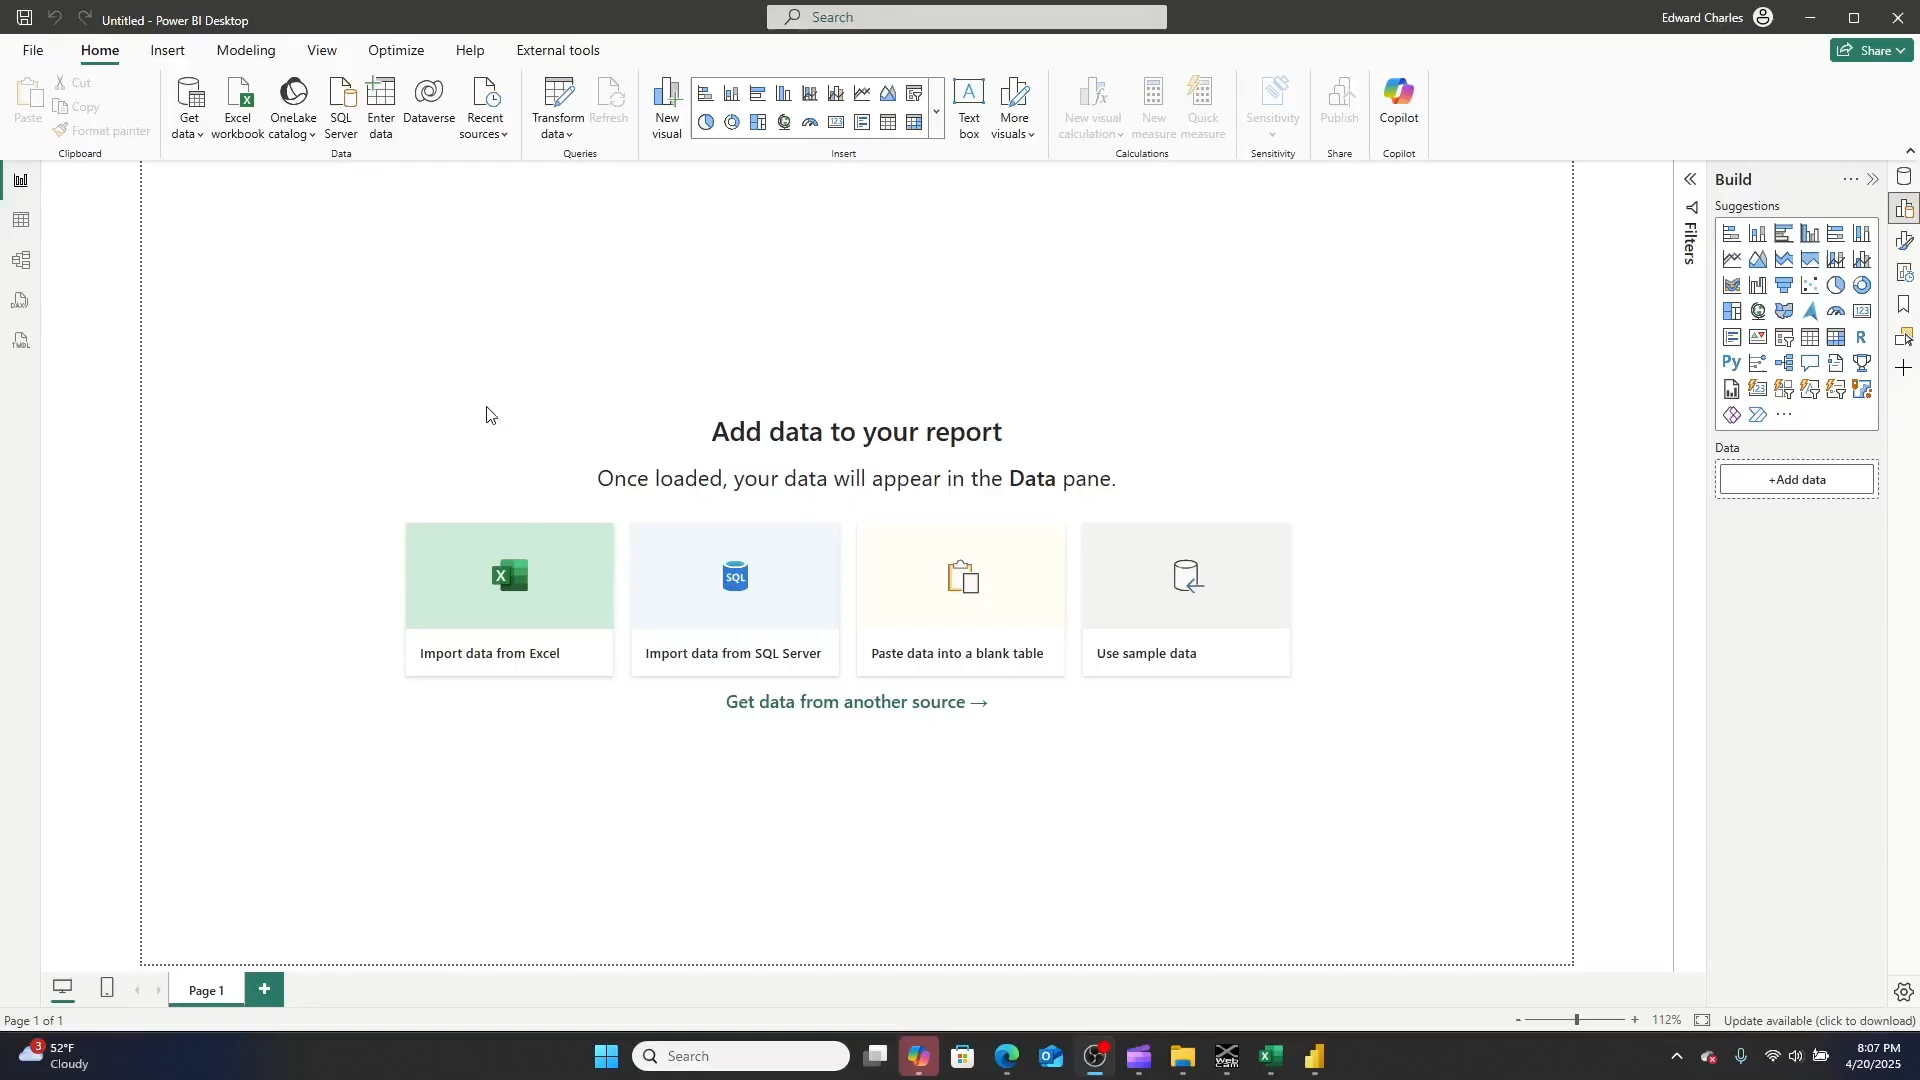 Untitled - Power BI Desktop
Search
Edward Charles
File
Home
Insert
Modeling
View
Optimize
Help
External tools
Share
Paste
Cut
Copy
Format painter
Clipboard
Get
data
Excel
workbook
OneLake
catalog
SQL
Server
Enter
data
Dataverse
Recent
sources
Data
Transform
data
Refresh
Queries
New
visual
Text
box
More
visuals
Insert
New visual
calculation
New
measure
Quick
measure
Calculations
Sensitivity
Sensitivity
Publish
Share
Copilot
Copilot
DAX
TMDL
Filters
Build
Suggestions
R
Py
Data
+Add data
Add data to your report
Once loaded, your data will appear in the Data pane.
SQL
Import data from Excel
Import data from SQL Server
Paste data into a blank table
Use sample data
Get data from another source →
Page 1
Page 1 of 1
112%
Update available (click to download)
3
52°F
Cloudy
Search
8:07 PM
4/20/2025